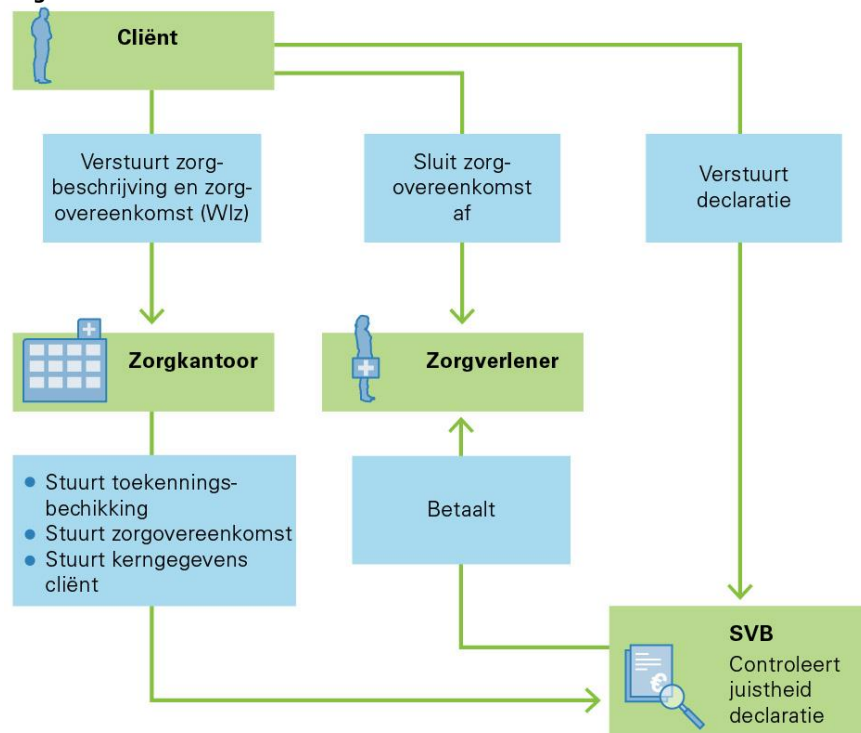 Cliënt
Verstuurt zorg-
beschrijving en zorg-
overeenkomst (Wlz)
Sluit zorg-
overeenkomst
af
Verstuurt
declaratie
Zorgkantoor
Zorgverlener
Stuurt toekennings-
bechikking
Stuurt zorgovereenkomst
Stuurt kerngegevens
cliënt
Betaalt
SVB
Controleert
juistheid
declaratie
€